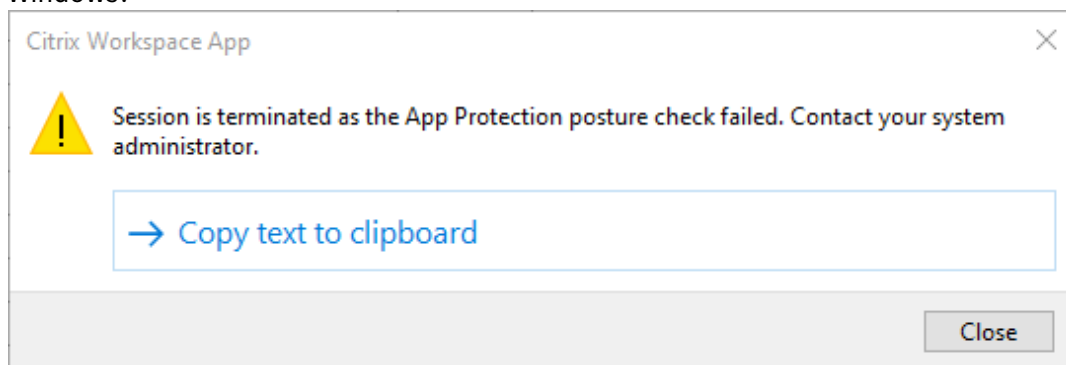 Windows.
Citrix Workspace App
Session is terminated as the App Protection posture check failed. Contact your system
administrator.
→ Copy text to clipboard
Close